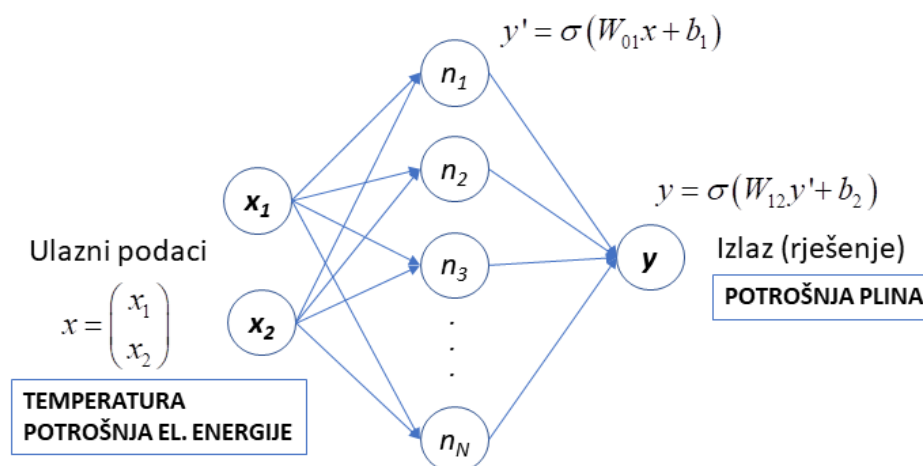 y' = σ(W₀₁x + b₁)
n₁
n₂
x₁
y = σ(W₁₂y' + b₂)
Ulazni podaci
n₃
y
Izlaz (rješenje)
x = (x₁
x₂)
x₂
POTROŠNJA PLINA
.
.
.
TEMPERATURA
POTROŠNJA EL. ENERGIJE
n_N